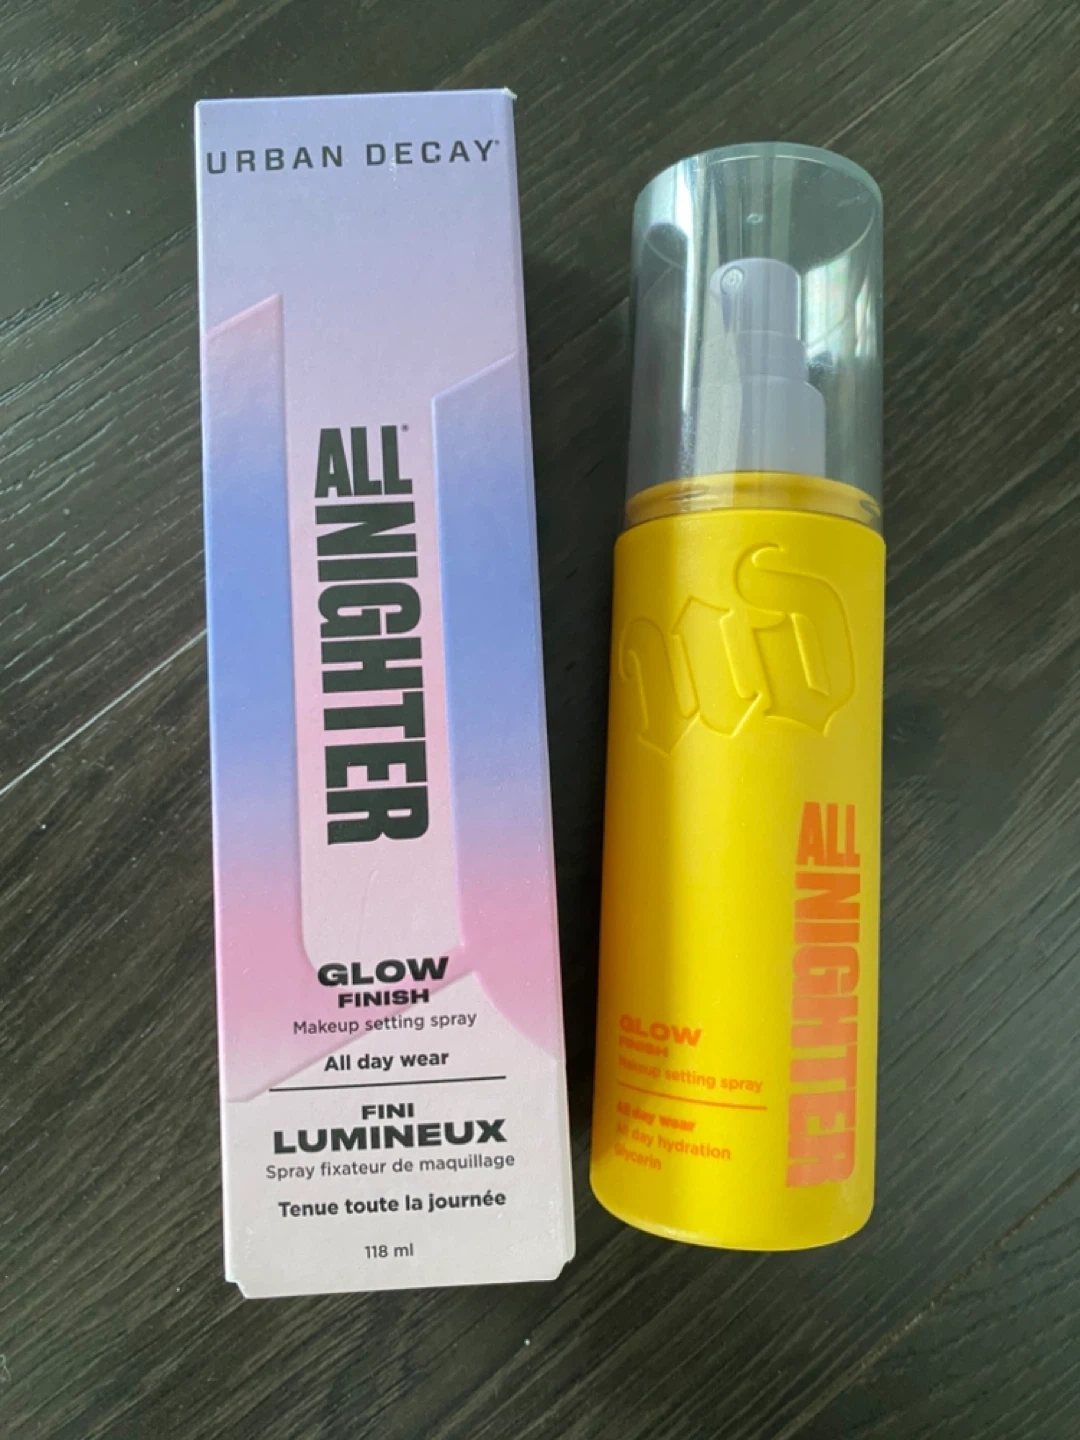 URBAN DECAY®
ALL®
NIGHTER
GLOW
FINISH
Makeup setting spray
All day wear
FINI
LUMINEUX
Spray fixateur de maquillage
Tenue toute la journée
118 ml
UD
ALL
NIGHTER
GLOW
FINISH
Makeup setting spray
All day wear
All day hydration
Glycerin